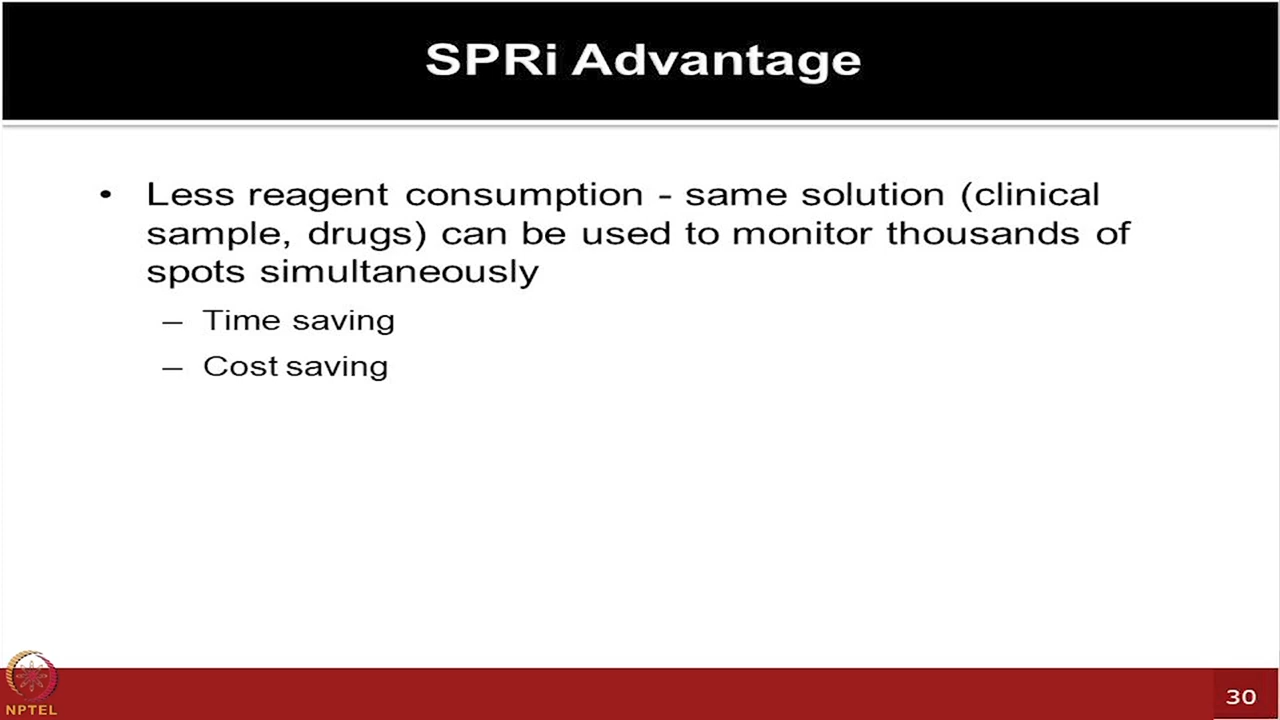 SPRi Advantage
• Less reagent consumption - same solution (clinical
sample, drugs) can be used to monitor thousands of
spots simultaneously
– Time saving
– Cost saving
NPTEL
30